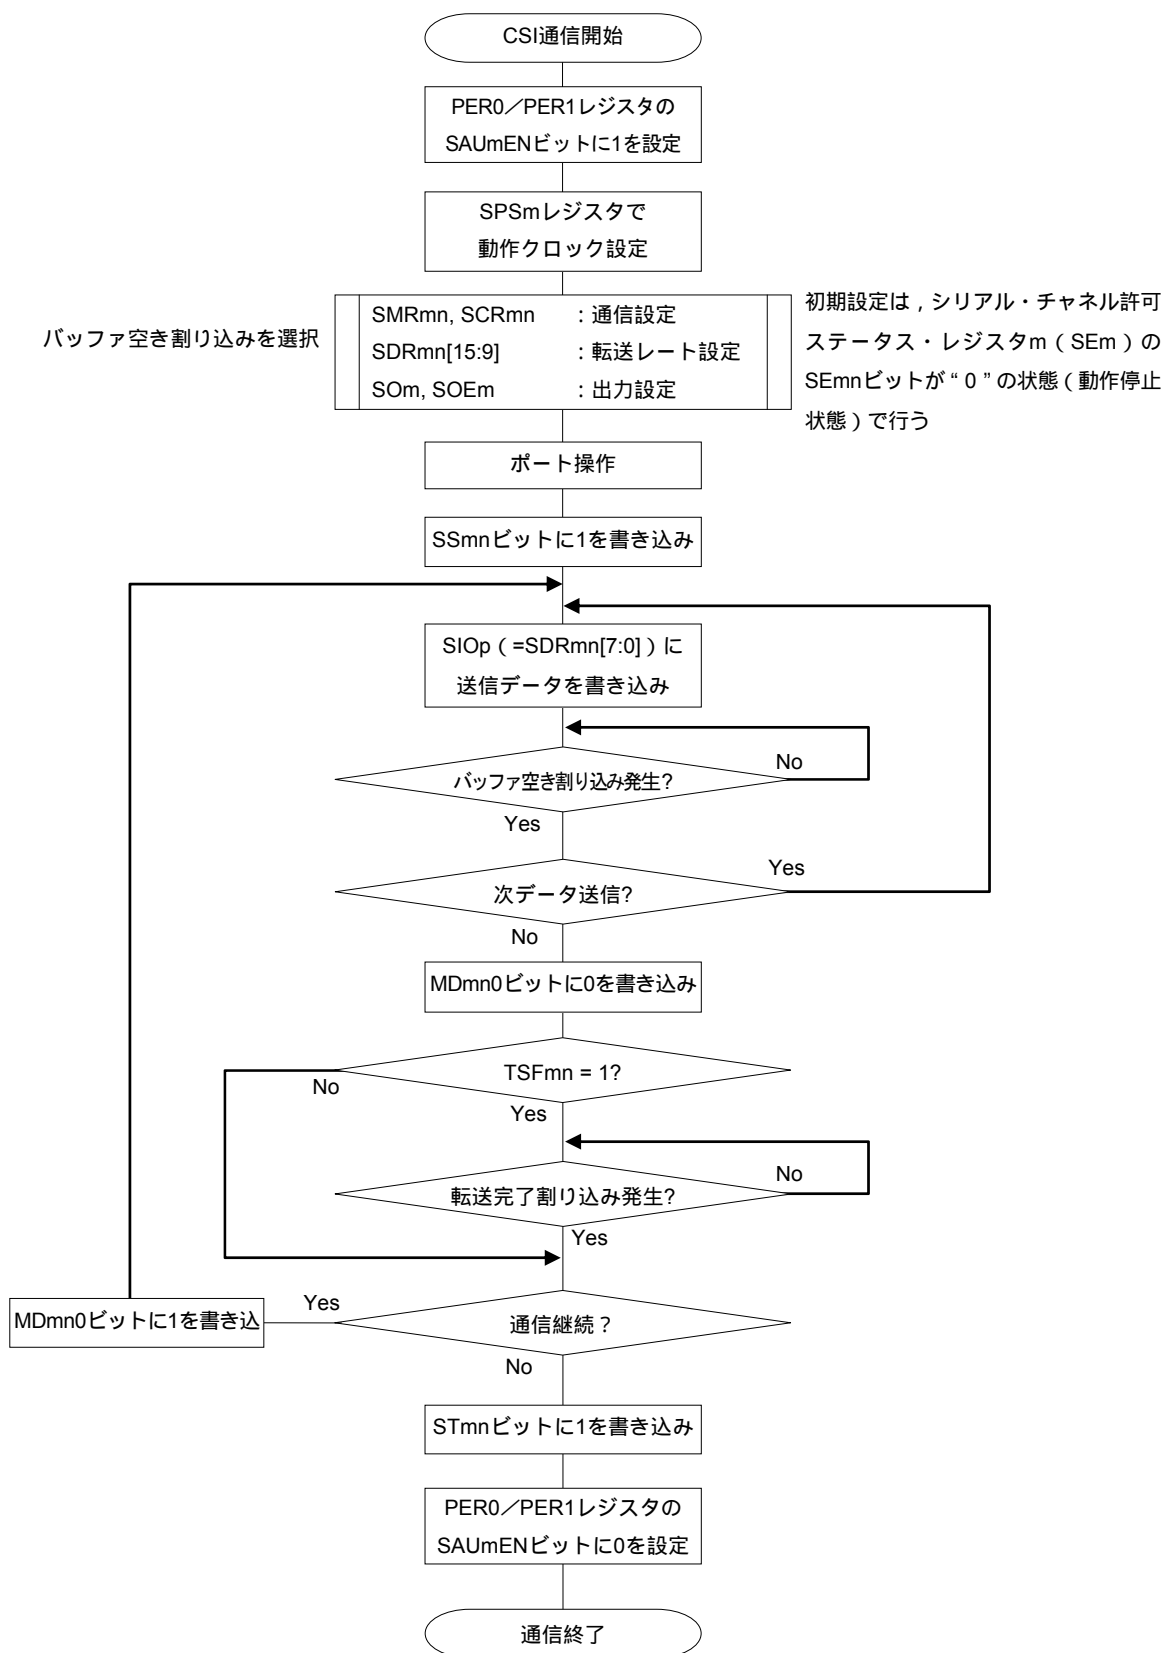 CSI通信開始
PER0／PER1レジスタの
SAUmENビットに1を設定
SPSmレジスタで
動作クロック設定
バッファ空き割り込みを選択
SMRmn, SCRmn ：通信設定
SDRmn[15:9] ：転送レート設定
SOm, SOEm ：出力設定
初期設定は，シリアル・チャネル許可
ステータス・レジスタm（SEm）の
SEmnビットが“0”の状態（動作停止
状態）で行う
ポート操作
SSmnビットに1を書き込み
SIOp（=SDRmn[7:0]）に
送信データを書き込み
バッファ空き割り込み発生?
No
Yes
次データ送信?
Yes
No
MDmn0ビットに0を書き込み
TSFmn = 1?
No
Yes
転送完了割り込み発生?
No
Yes
MDmn0ビットに1を書き込
Yes
通信継続？
No
STmnビットに1を書き込み
PER0／PER1レジスタの
SAUmENビットに0を設定
通信終了